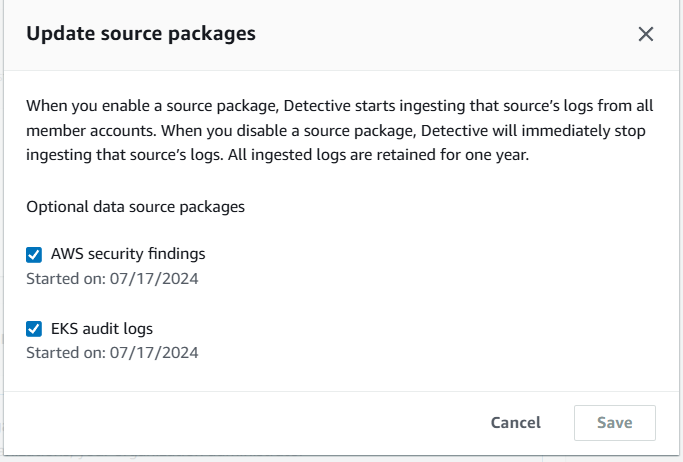 Update source packages
When you enable a source package, Detective starts ingesting that source’s logs from all
member accounts. When you disable a source package, Detective will immediately stop
ingesting that source’s logs. All ingested logs are retained for one year.
Optional data source packages
AWS security findings
Started on: 07/17/2024
EKS audit logs
Started on: 07/17/2024
Cancel
Save